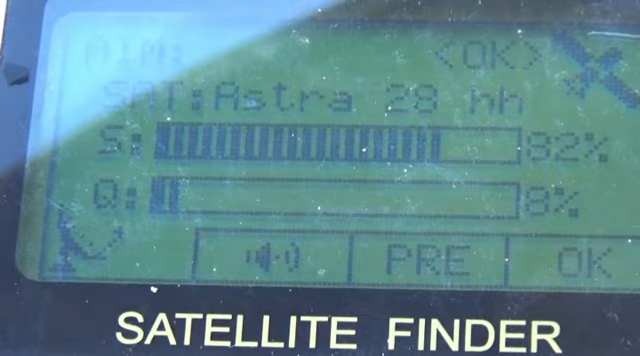 AIM: <OK>
SAT:Astra 28 hh
S: 82%
Q: 8%
PRE OK
SATELLITE FINDER